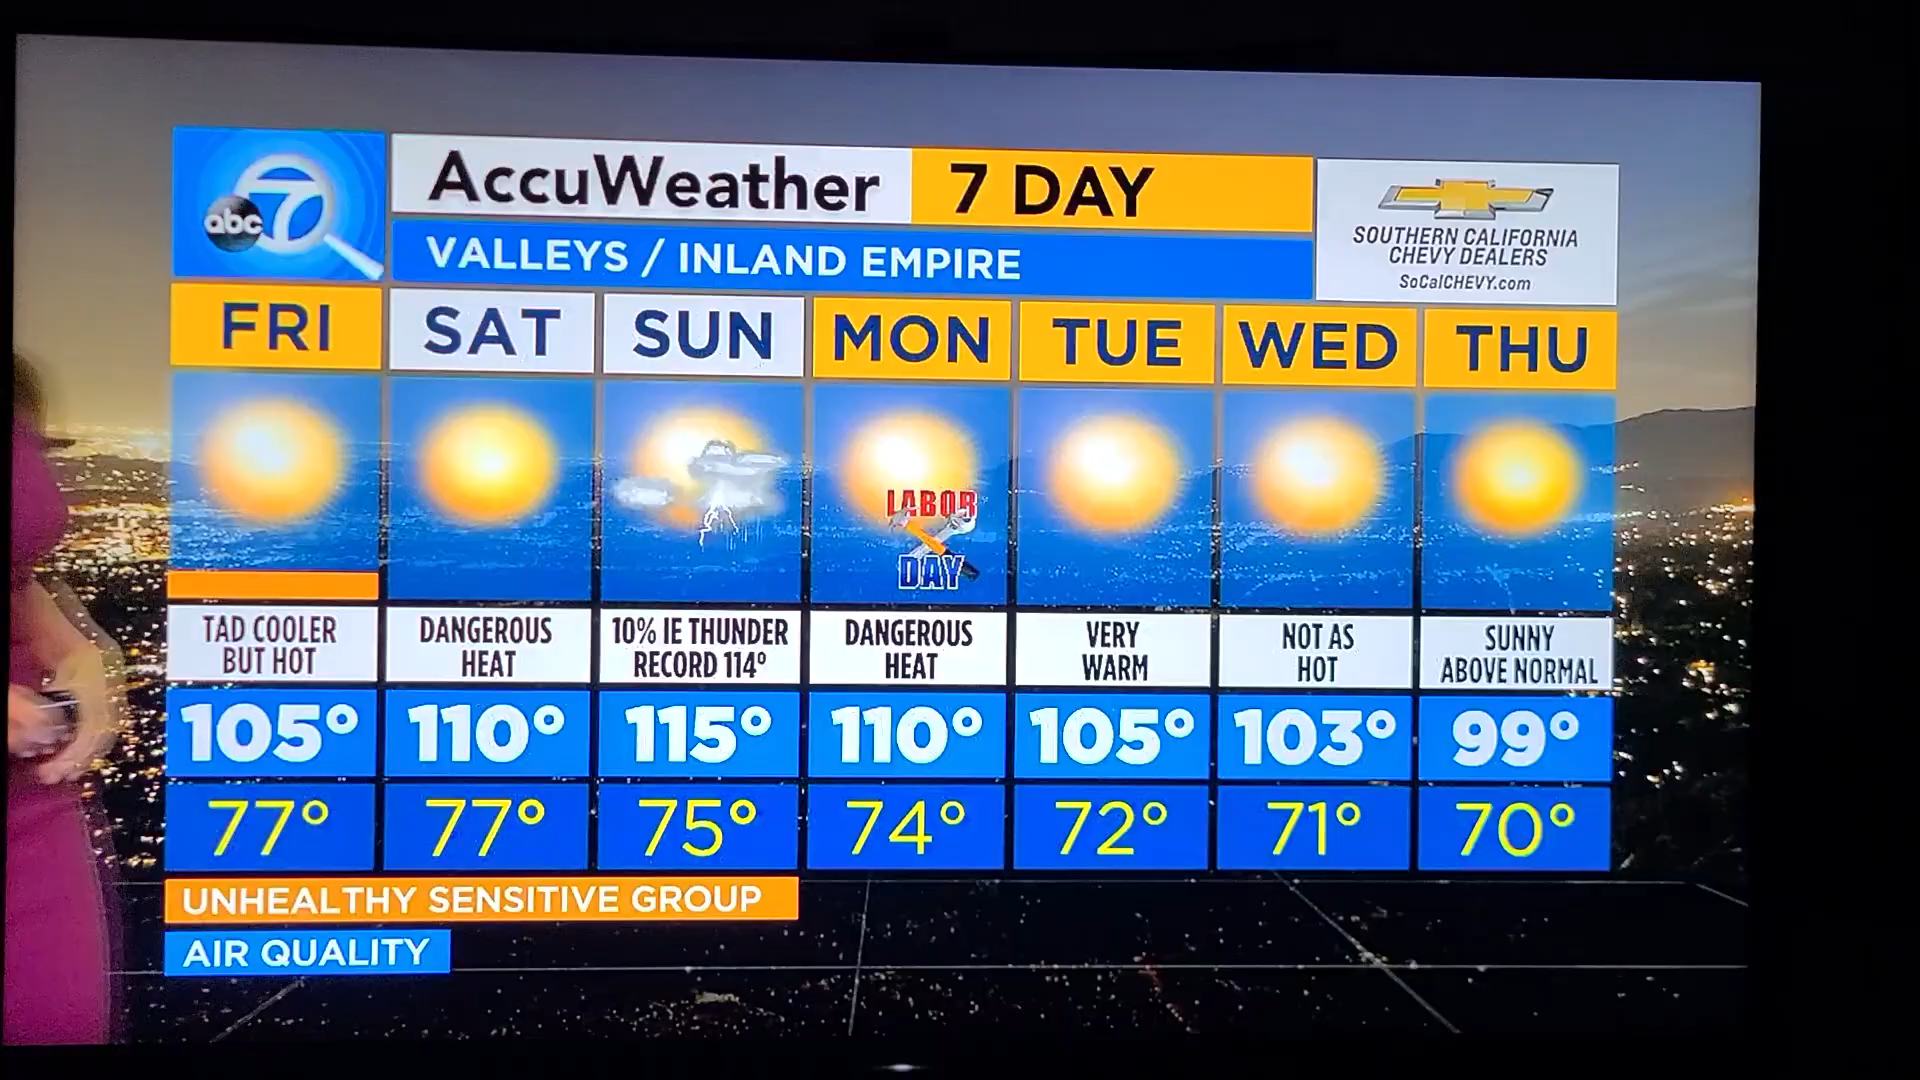 abc 7
AccuWeather 7 DAY
VALLEYS / INLAND EMPIRE
SOUTHERN CALIFORNIA
CHEVY DEALERS
SoCalCHEVY.com
FRI SAT SUN MON TUE WED THU
LABOR
DAY
TAD COOLER
BUT HOT
DANGEROUS
HEAT
10% IE THUNDER
RECORD 114°
DANGEROUS
HEAT
VERY
WARM
NOT AS
HOT
SUNNY
ABOVE NORMAL
105° 110° 115° 110° 105° 103° 99°
77° 77° 75° 74° 72° 71° 70°
UNHEALTHY SENSITIVE GROUP
AIR QUALITY